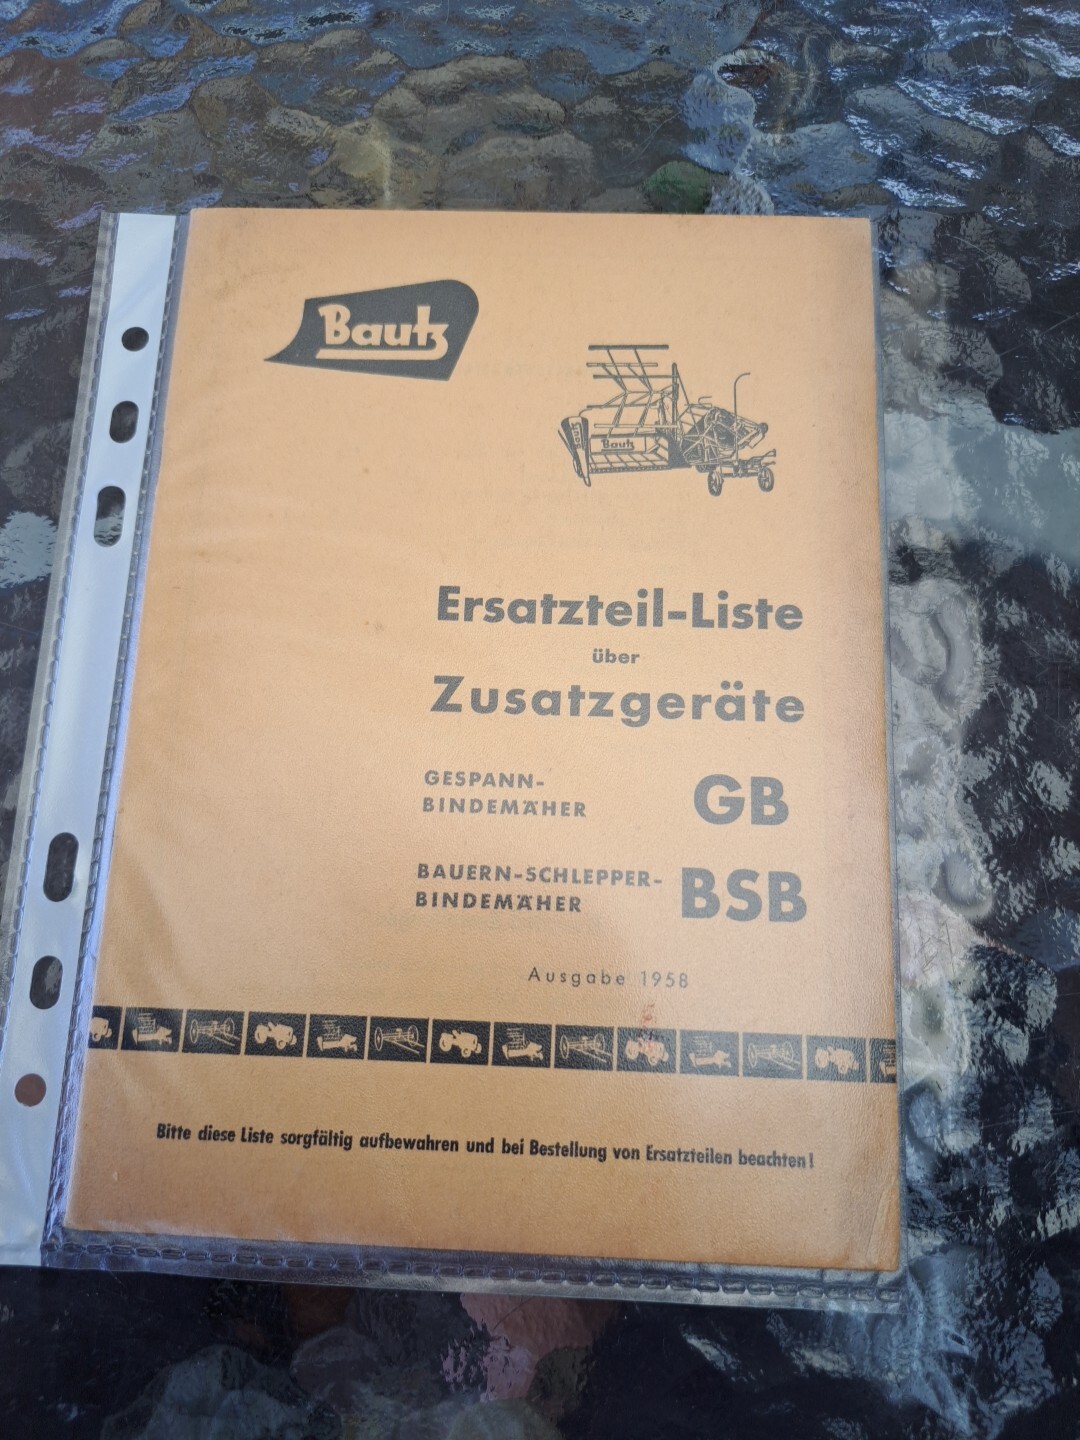 Bautz
Bautz
Bautz
Ersatzteil-Liste
über
Zusatzgeräte
GESPANN-
BINDEMÄHER GB
BAUERN-SCHLEPPER-
BINDEMÄHER BSB
Ausgabe 1958
Bitte diese Liste sorgfältig aufbewahren und bei Bestellung von Ersatzteilen beachten!